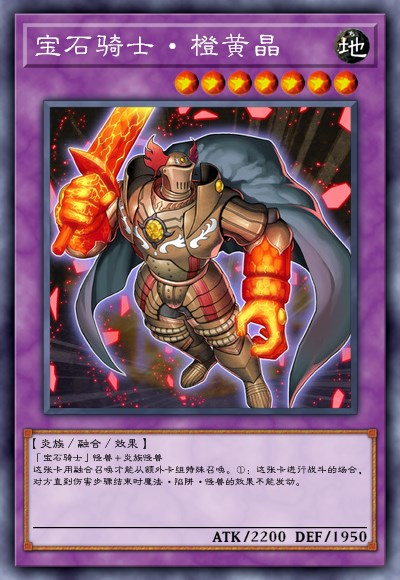 宝石骑士·橙黄晶
地
【炎族/融合/效果】
「宝石骑士」怪兽+炎族怪兽
这张卡用融合召唤才能从额外卡组特殊召唤。①:这张卡进行战斗的场合,
对方直到伤害步骤结束时魔法·陷阱·怪兽的效果不能发动。
ATK/2200 DEF/1950